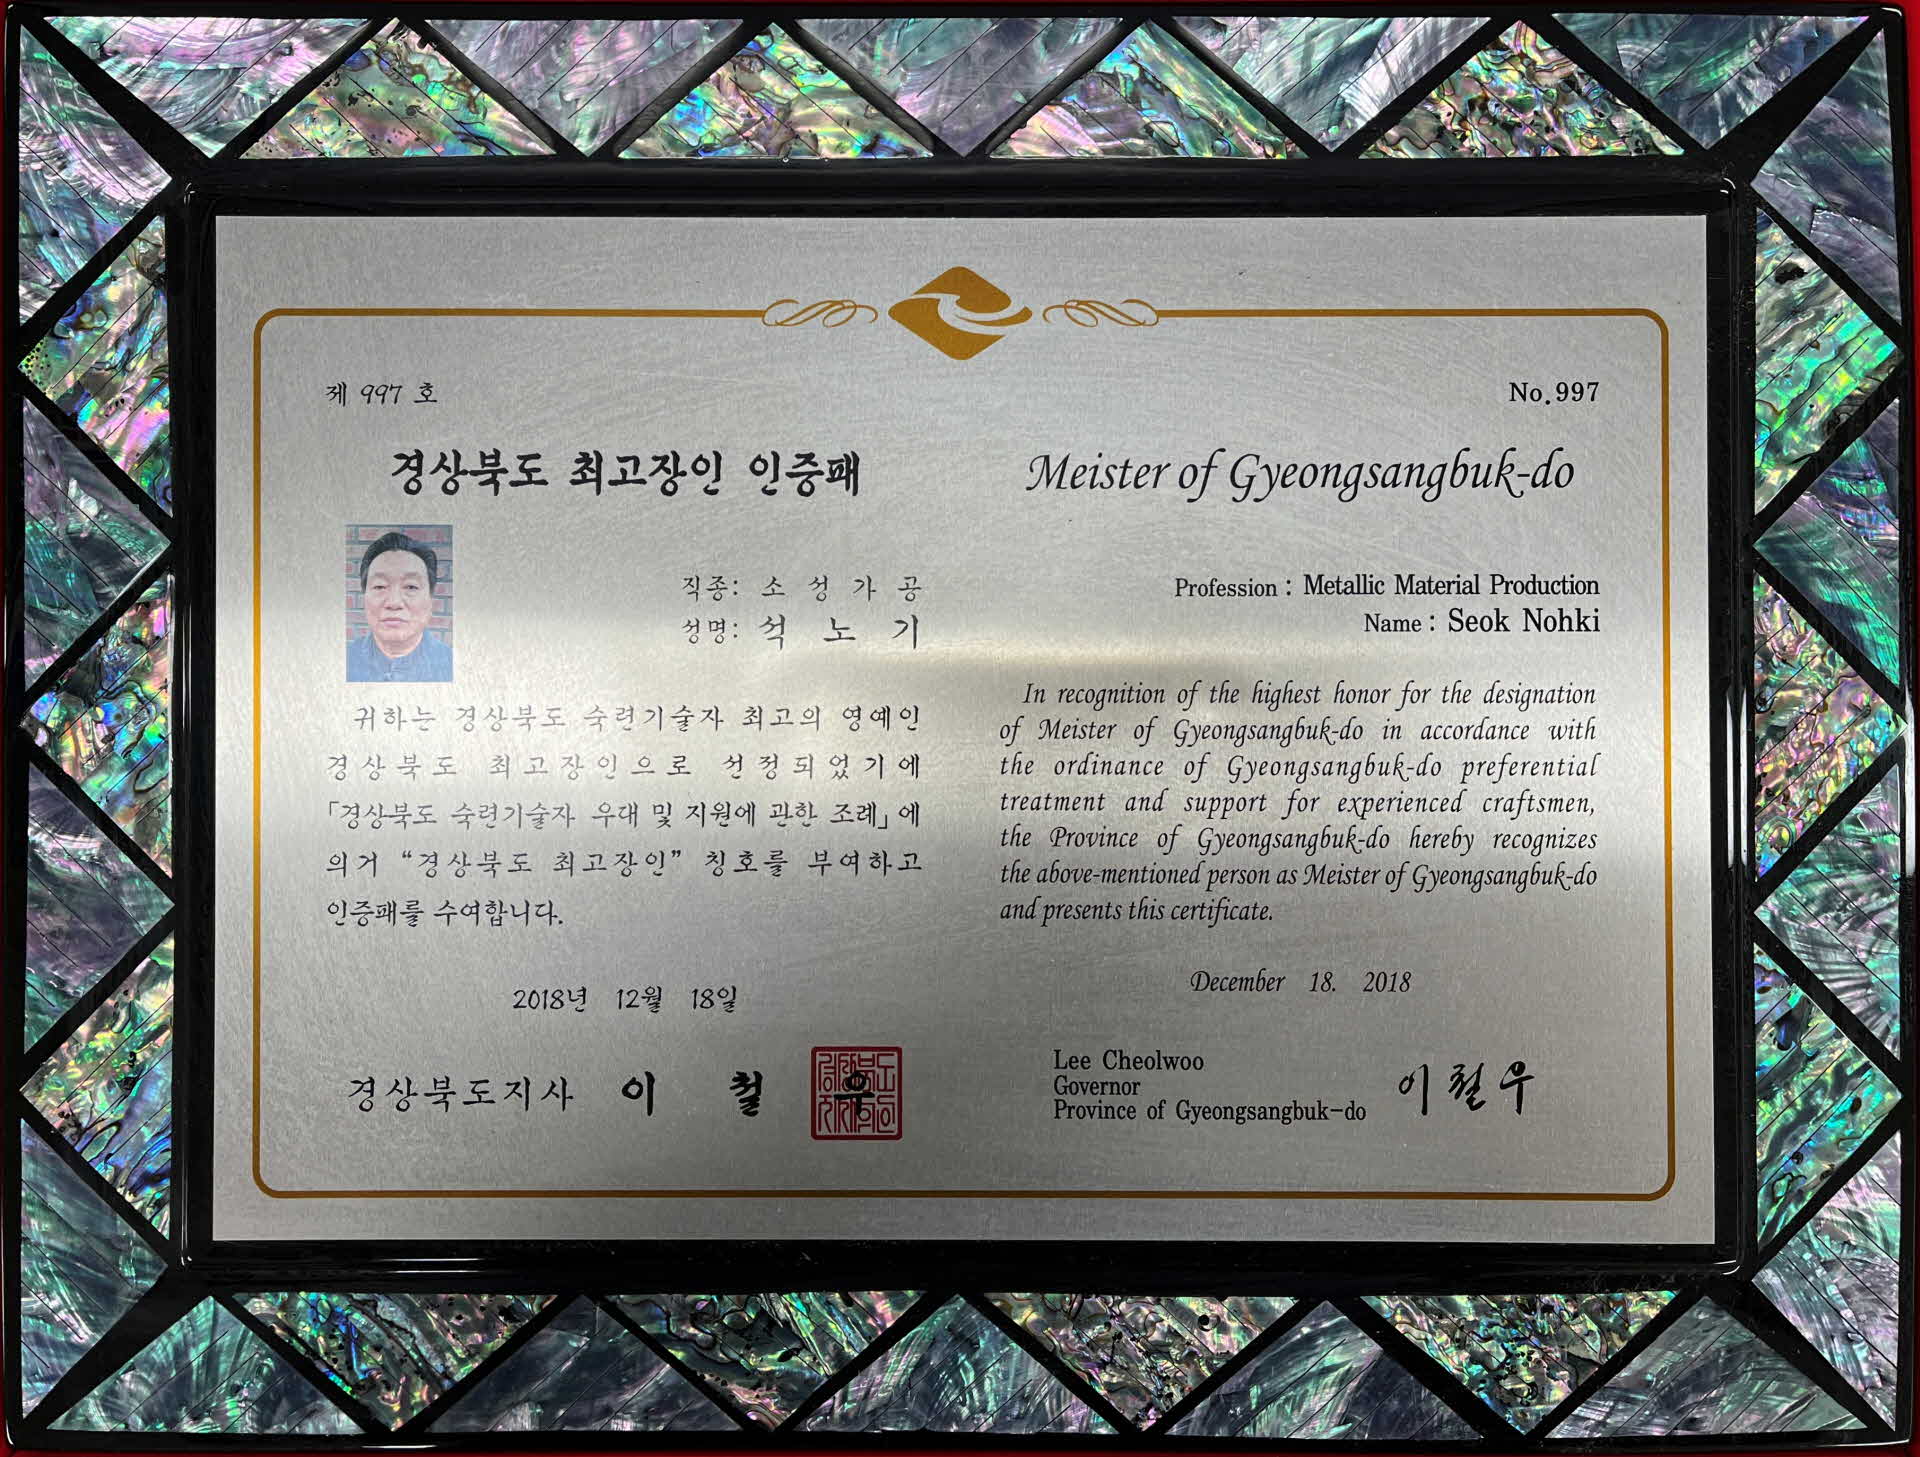 제 997 호
경상북도 최고장인 인증패
직종: 소 성 가 공
성명: 석 노 기
귀하는 경상북도 숙련기술자 최고의 영예인
경상북도 최고장인으로 선정되었기에
「경상북도 숙련기술자 우대 및 지원에 관한 조례」에
의거 “경상북도 최고장인” 칭호를 부여하고
인증패를 수여합니다.
2018년 12월 18일
경상북도지사 이 철 우
No.997
Meister of Gyeongsangbuk-do
Profession : Metallic Material Production
Name : Seok Nohki
In recognition of the highest honor for the designation
of Meister of Gyeongsangbuk-do in accordance with
the ordinance of Gyeongsangbuk-do preferential
treatment and support for experienced craftsmen,
the Province of Gyeongsangbuk-do hereby recognizes
the above-mentioned person as Meister of Gyeongsangbuk-do
and presents this certificate.
December 18. 2018
Lee Cheolwoo
Governor
Province of Gyeongsangbuk-do
이철우